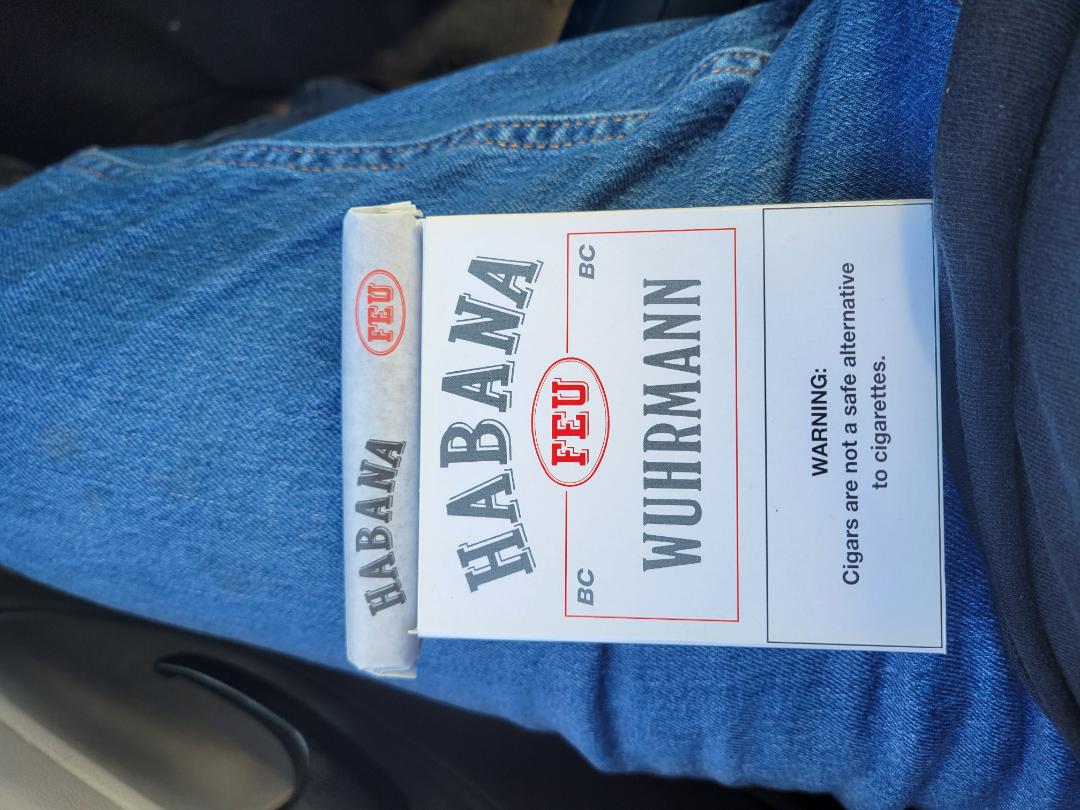 HABANA FEU
HABANA
FEU
BC BC
WUHRMANN
WARNING:
Cigars are not a safe alternative
to cigarettes.